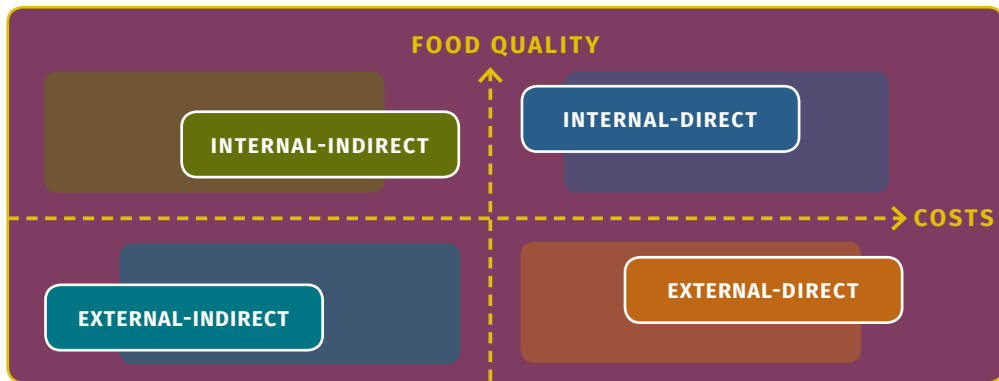 FOOD QUALITY
INTERNAL-DIRECT
INTERNAL-INDIRECT
COSTS
EXTERNAL-DIRECT
EXTERNAL-INDIRECT